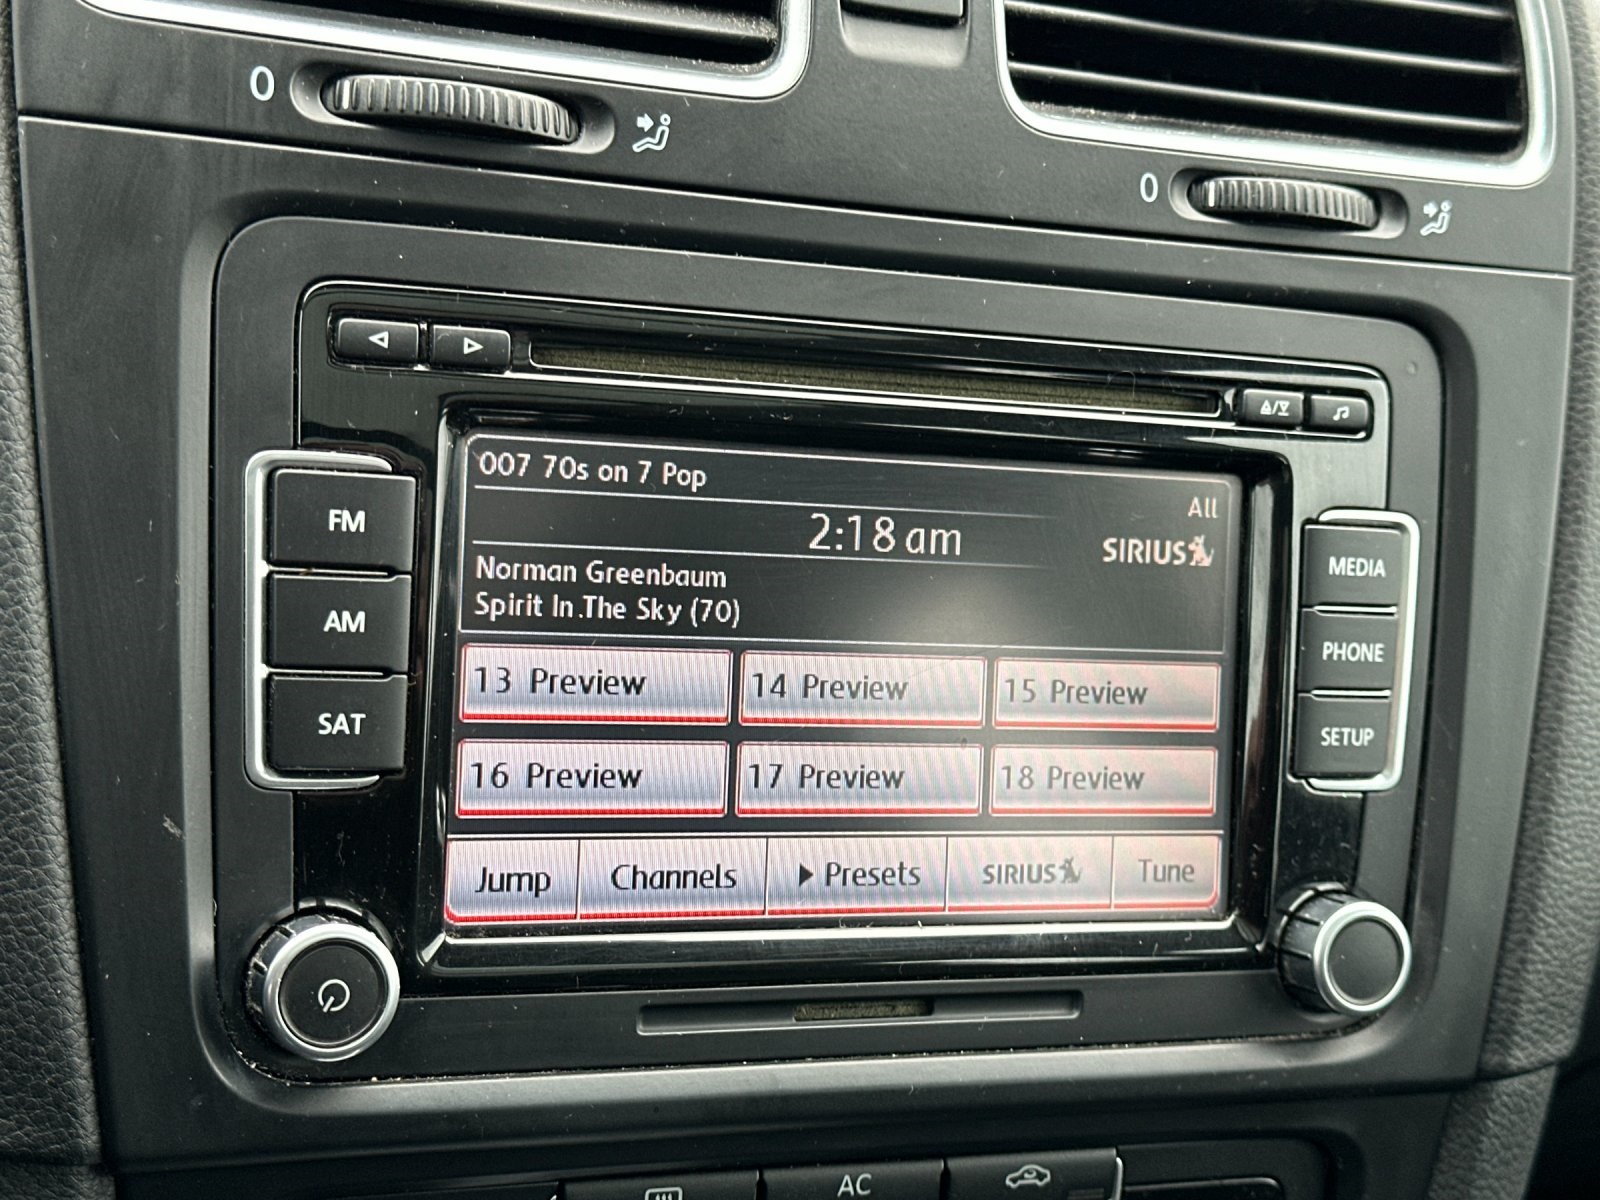 0
0
007 70s on 7 Pop
All
2:18 am
SIRIUS
Norman Greenbaum
Spirit In The Sky (70)
FM
AM
SAT
MEDIA
PHONE
SETUP
13 Preview
14 Preview
15 Preview
16 Preview
17 Preview
18 Preview
Jump
Channels
Presets
SIRIUS
Tune
AC